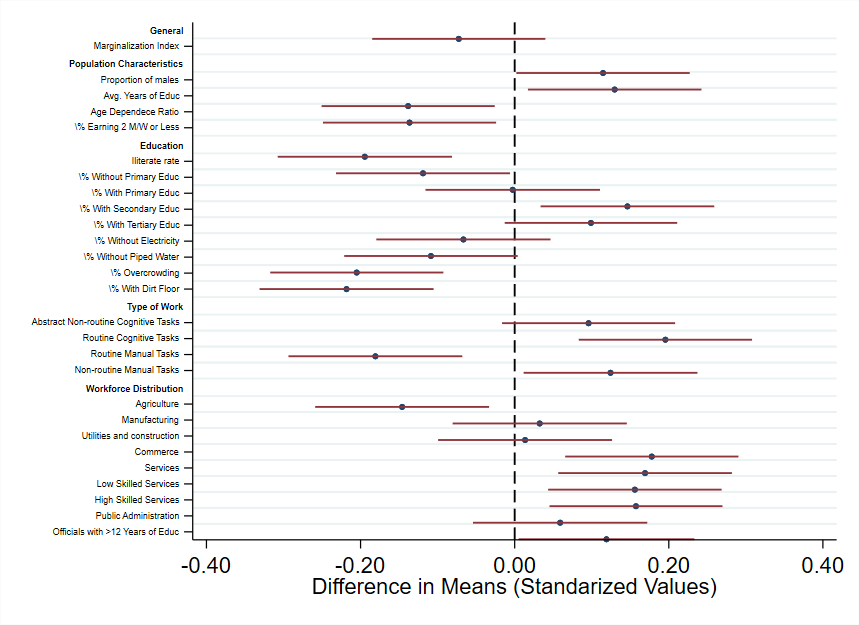 General
Marginalization Index
Population Characteristics
Proportion of males
Avg. Years of Educ
Age Dependece Ratio
\% Earning 2 M/W or Less
Education
Iliterate rate
\% Without Primary Educ
\% With Primary Educ
\% With Secondary Educ
\% With Tertiary Educ
\% Without Electricity
\% Without Piped Water
\% Overcrowding
\% With Dirt Floor
Type of Work
Abstract Non-routine Cognitive Tasks
Routine Cognitive Tasks
Routine Manual Tasks
Non-routine Manual Tasks
Workforce Distribution
Agriculture
Manufacturing
Utilities and construction
Commerce
Services
Low Skilled Services
High Skilled Services
Public Administration
Officials with >12 Years of Educ
-0.40 -0.20 0.00 0.20 0.40
Difference in Means (Standarized Values)